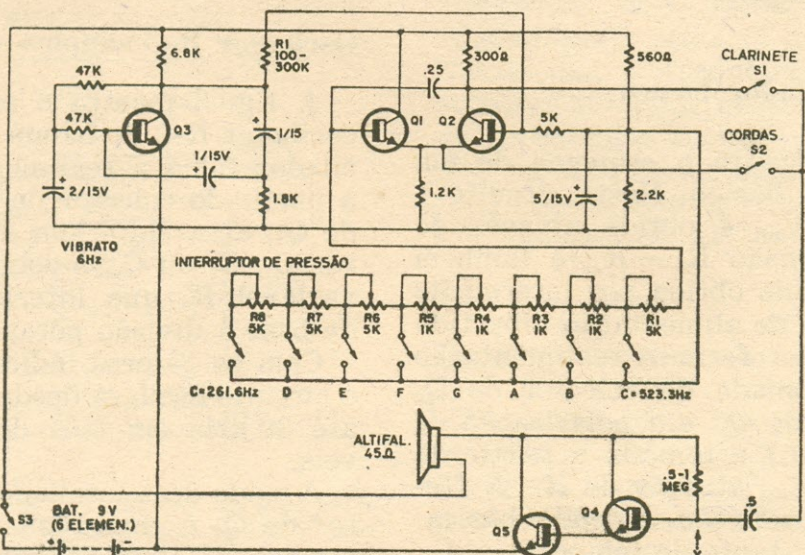 6.8K
R1
100-
300K
300Ω
560Ω
CLARINETE
S1
47K
47K
Q3
1/15
.25
Q1
Q2
5K
CORDAS
S2
1/15V
2/15V
1.8K
1.2K
5/15V
2.2K
VIBRATO
6Hz
INTERRUPTOR DE PRESSÃO
R8
5K
R7
5K
R6
5K
R5
1K
R4
1K
R3
1K
R2
1K
R1
5K
C=261.6Hz
D
E
F
G
A
B
C=523.3Hz
ALTIFAL.
45Ω
.5-1
MEG
.5
S3
BAT. 9V
(6 ELEMEN.)
+
-
Q5
Q4